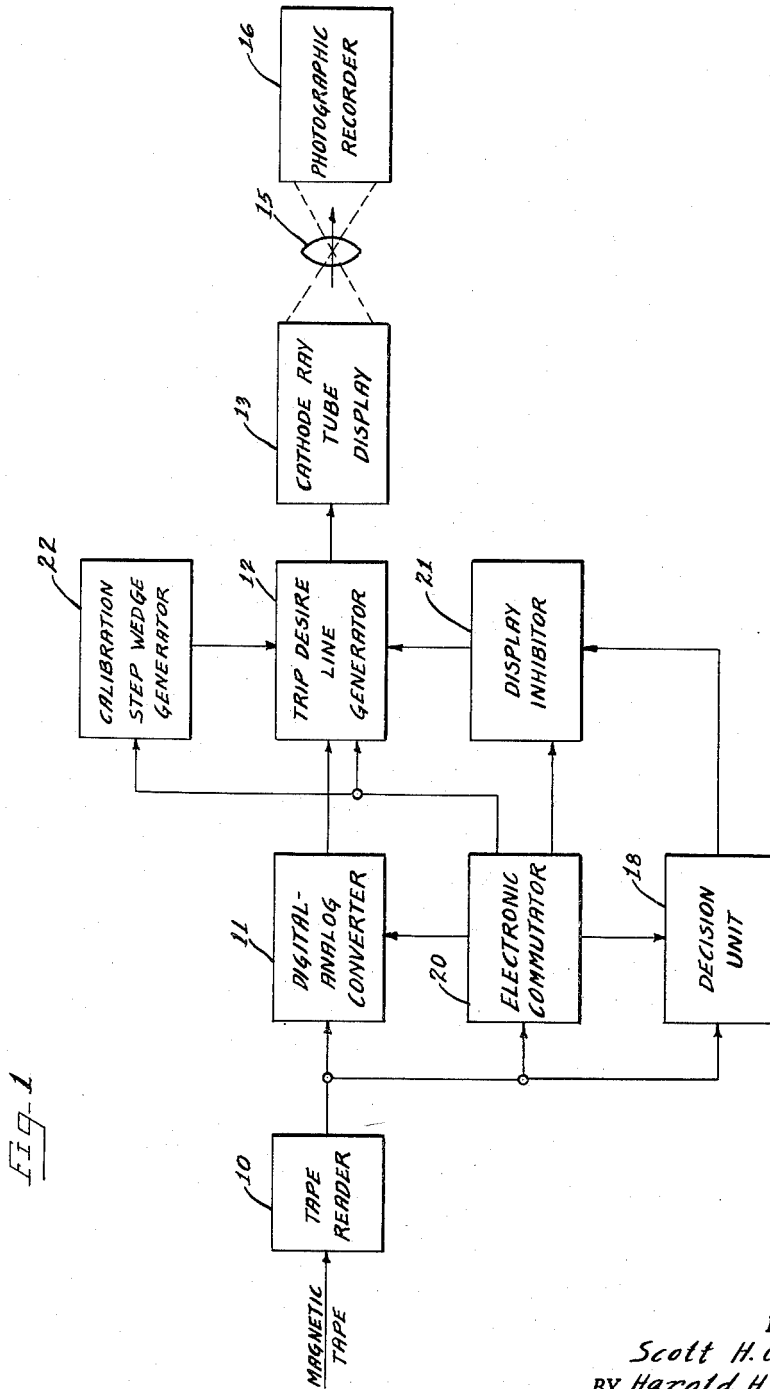 FIG-1
MAGNETIC
TAPE
10
TAPE
READER
11
DIGITAL-
ANALOG
CONVERTER
20
ELECTRONIC
COMMUTATOR
18
DECISION
UNIT
22
CALIBRATION
STEP WEDGE
GENERATOR
12
TRIP DESIRE
LINE
GENERATOR
21
DISPLAY
INHIBITOR
13
CATHODE RAY
TUBE
DISPLAY
15
16
PHOTOGRAPHIC
RECORDER
Scott H.
BY Harold H